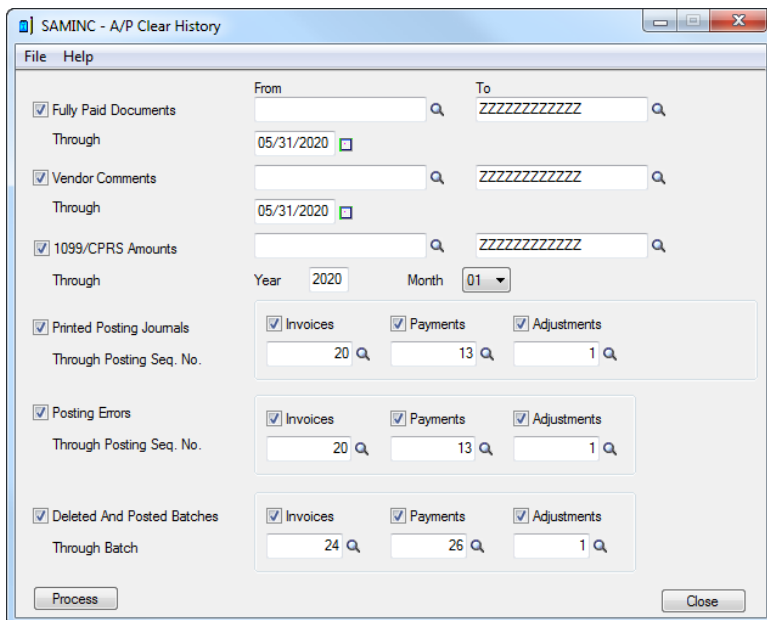 SAMINC - A/P Clear History
File Help
From To
Fully Paid Documents ZZZZZZZZZZZZ
Through 05/31/2020
Vendor Comments ZZZZZZZZZZZZ
Through 05/31/2020
1099/CPRS Amounts ZZZZZZZZZZZZ
Through Year 2020 Month 01
Printed Posting Journals Invoices Payments Adjustments
Through Posting Seq. No. 20 13 1
Posting Errors Invoices Payments Adjustments
Through Posting Seq. No. 20 13 1
Deleted And Posted Batches Invoices Payments Adjustments
Through Batch 24 26 1
Process Close